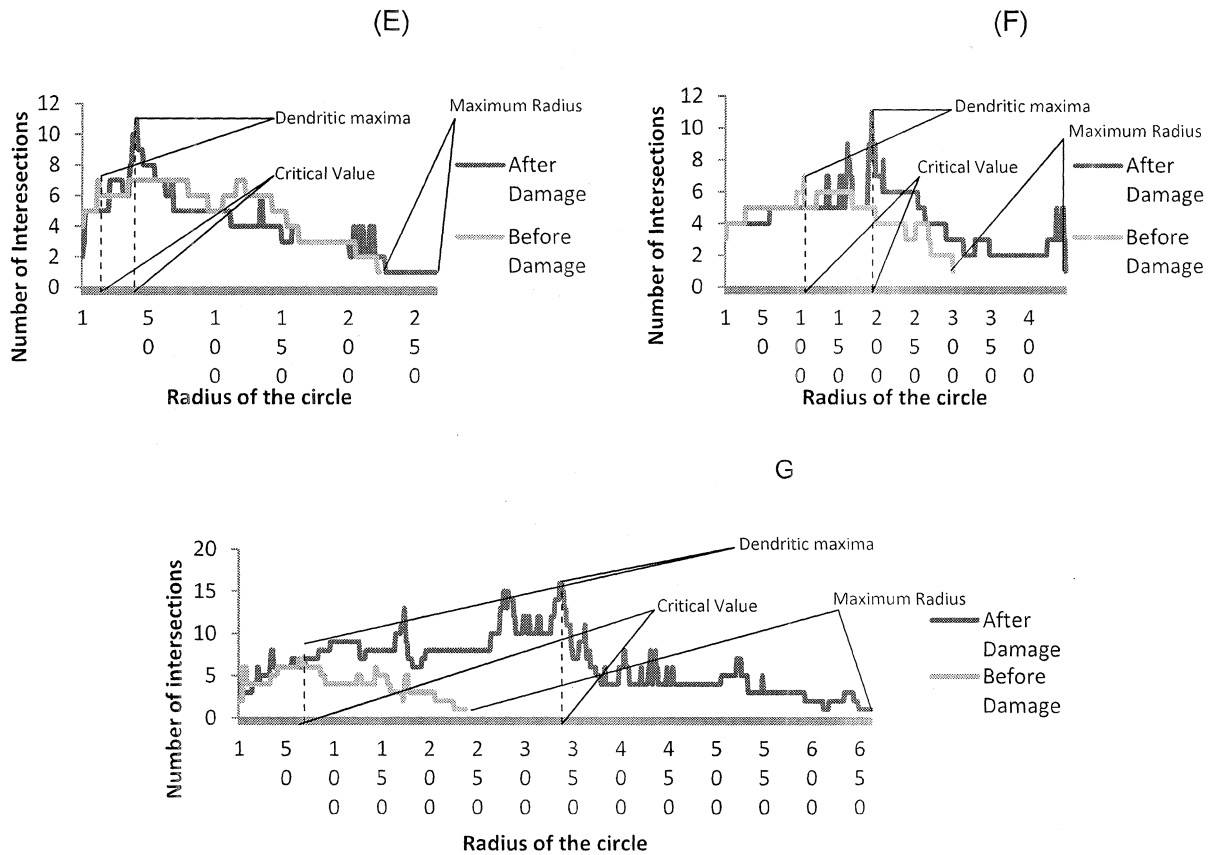 (E)
Number of Interesections
12
10
8
6
4
2
0
Dendritic maxima
Critical Value
Maximum Radius
After
Damage
Before
Damage
1 5 1 1 2 2
0 0 5 0 5
0 0 0 0
Radius of the circle
(F)
Number of Intersections
12
10
8
6
4
2
0
Dendritic maxima
Critical Value
Maximum Radius
After
Damage
Before
Damage
1 5 1 1 2 2 3 3 4
0 0 5 0 5 0 5 0
0 0 0 0 0 0 0
Radius of the circle
G
Number of intersections
20
15
10
5
0
Dendritic maxima
Critical Value
Maximum Radius
After
Damage
Before
Damage
1 5 1 1 2 2 3 3 4 4 5 5 6 6
0 0 5 0 5 0 5 0 5 0 5 0 5
0 0 0 0 0 0 0 0 0 0 0 0
Radius of the circle